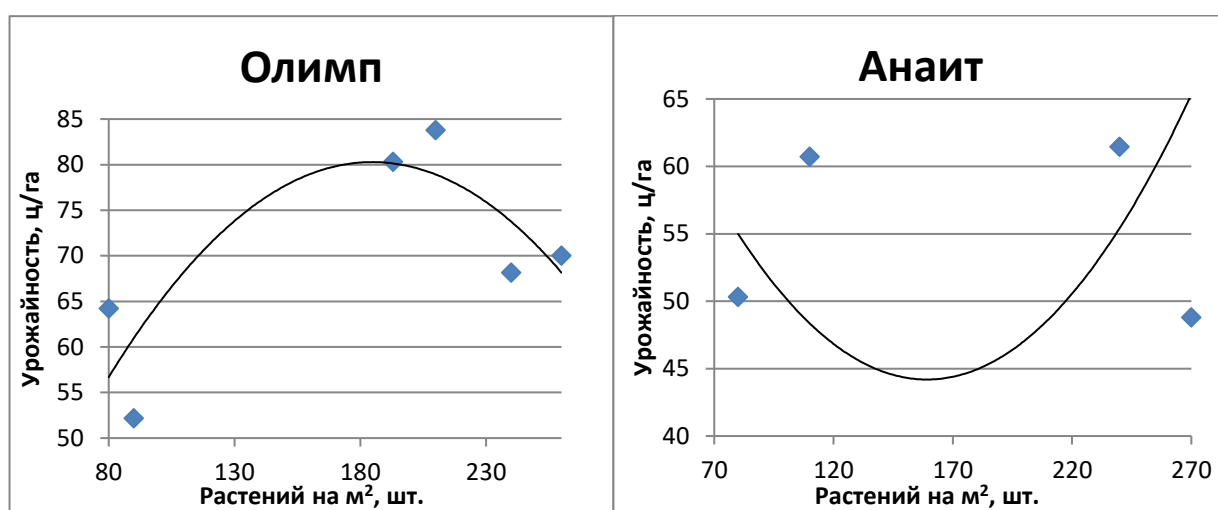 Олимп
Урожайность, ц/га
85
80
75
70
65
60
55
50
80 130 180 230
Растений на м², шт.
Анаит
Урожайность, ц/га
65
60
55
50
45
40
70 120 170 220 270
Растений на м², шт.